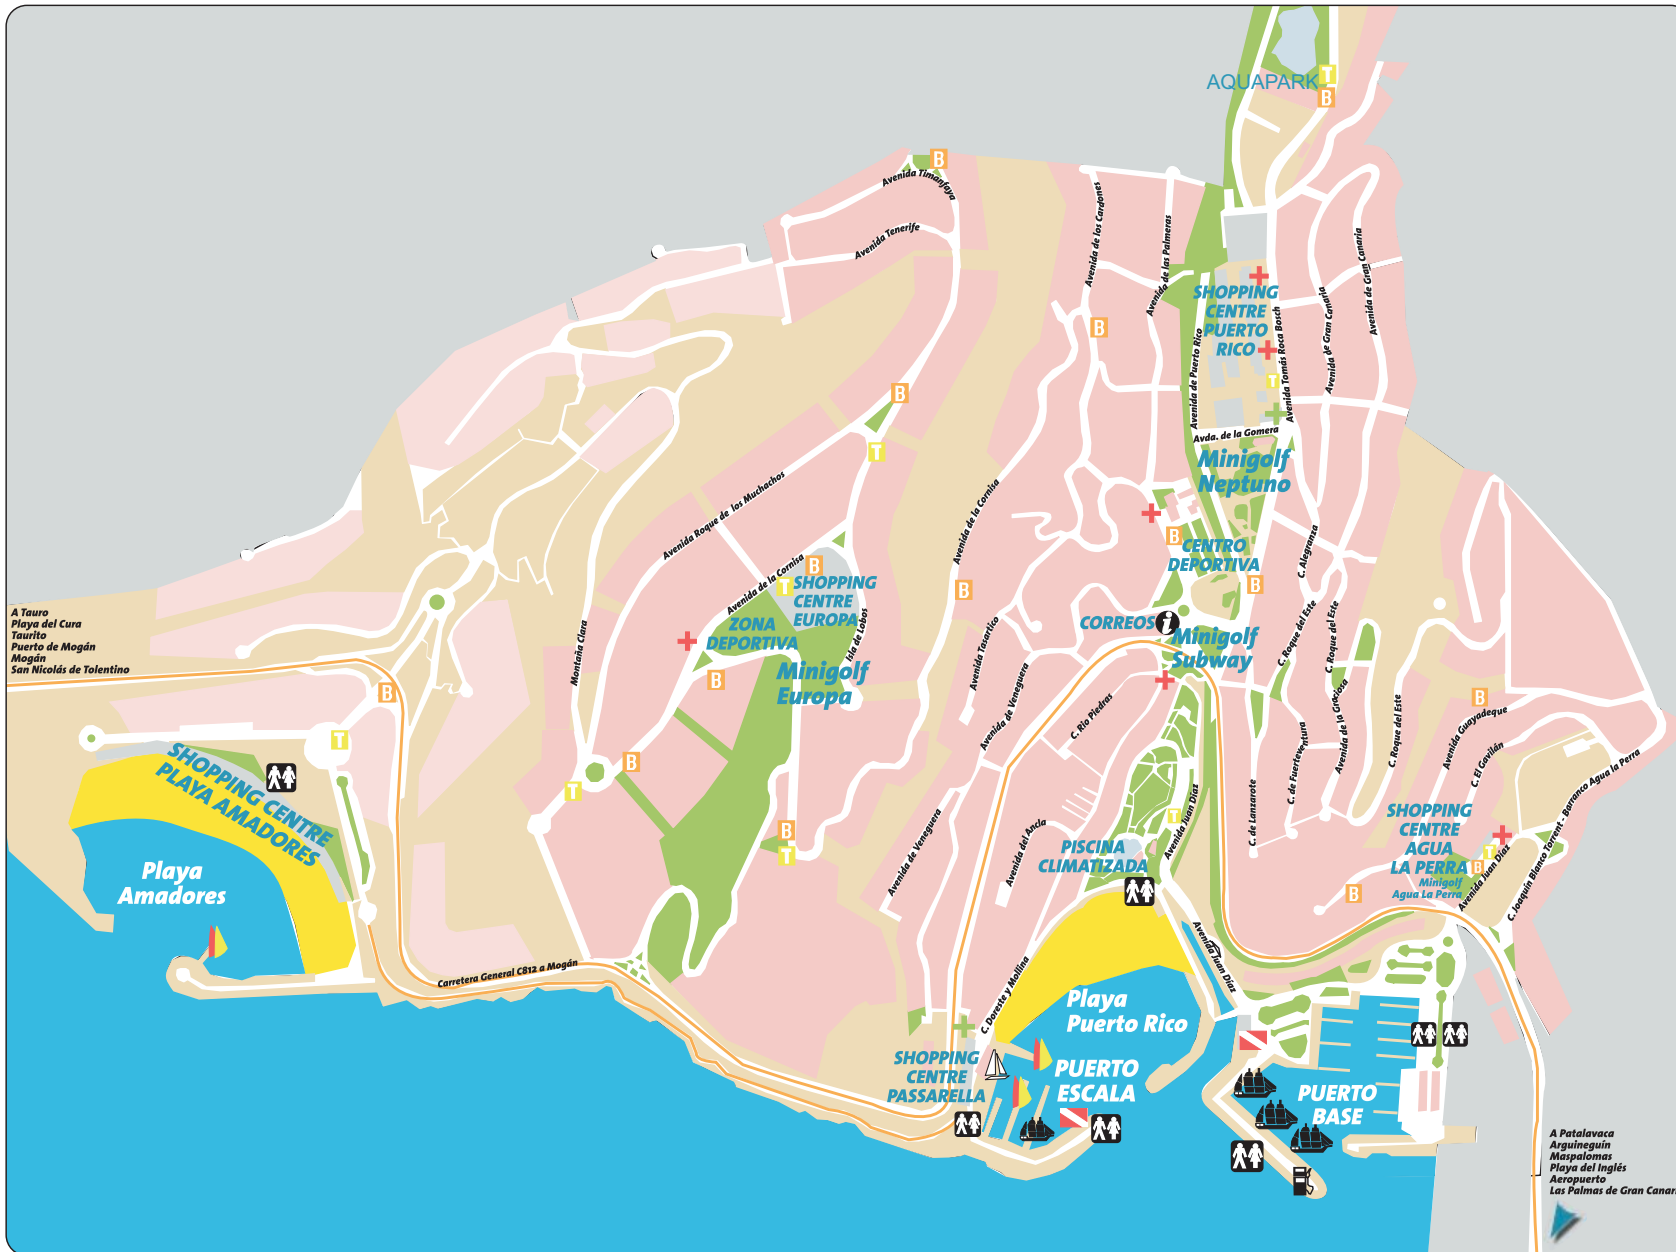 AQUAPARK
T
B
B
Avenida Timanfaya
Avenida Tenerife
Avenida de los Cardones
Avenida de las Palmeras
Avenida de Gran Canaria
Avenida de Gran Canaria
SHOPPING
CENTRE
PUERTO
RICO
Avenida Tomás Roca Bosch
Avenida de Puerto Rico
T
B
B
T
Avda. de la Gomera
Minigolf
Neptuno
Avenida Roque de los Muchachos
Avenida de la Cornisa
B
CENTRO
DEPORTIVA
B
C. Alegranza
Avenida de la Cornisa
B
T
SHOPPING
CENTRE
EUROPA
B
ZONA
DEPORTIVA
Isla de Lobos
B
Minigolf
Europa
CORREOS
i
Minigolf
Subway
C. Roque del Este
C. Roque del Este
C. Roque del Este
A Tauro
Playa del Cura
Taurito
Puerto de Mogán
Mogán
San Nicolás de Tolentino
Montaña Clara
Avenida Tasartico
Avenida de Veneguera
C. Rio Piedras
B
T
B
T
B
T
SHOPPING CENTRE
PLAYA AMADORES
Playa
Amadores
Avenida de Veneguera
Avenida del Ancla
PISCINA
CLIMATIZADA
T
Avenida Juan Díaz
C. de Lanzarote
C. de Fuerteventura
Avenida de la Graciosa
B
Avenida Guayadeque
C. El Gavilán
C. Joaquín Blanco Torrent - Barranco Agua la Perra
SHOPPING
CENTRE
AGUA
LA PERRA
T
B
Minigolf
Agua La Perra
Avenida Juan Díaz
B
Avenida Juan Díaz
Carretera General C812 a Mogán
C. Doreste y Molina
Playa
Puerto Rico
SHOPPING
CENTRE
PASSARELLA
PUERTO
ESCALA
PUERTO
BASE
A Patalavaca
Arguineguín
Maspalomas
Playa del Inglés
Aeropuerto
Las Palmas de Gran Canar